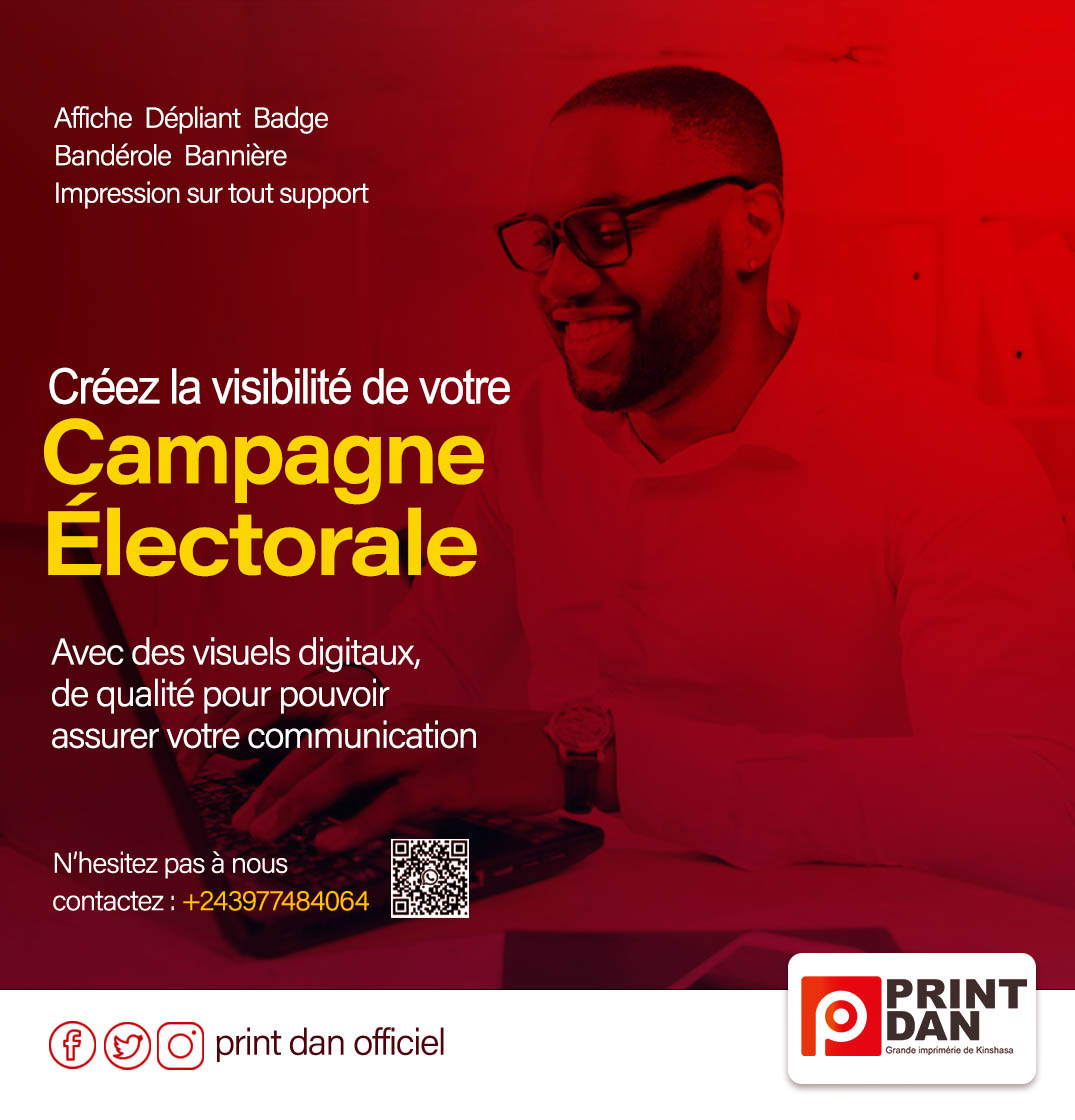 Affiche Dépliant Badge
Bandérole Bannière
Impression sur tout support
Créez la visibilité de votre
Campagne
Électorale
Avec des visuels digitaux,
de qualité pour pouvoir
assurer votre communication
N'hesitez pas à nous
contactez : +243977484064
print dan officiel
PRINT
DAN
Grande imprimérie de Kinshasa